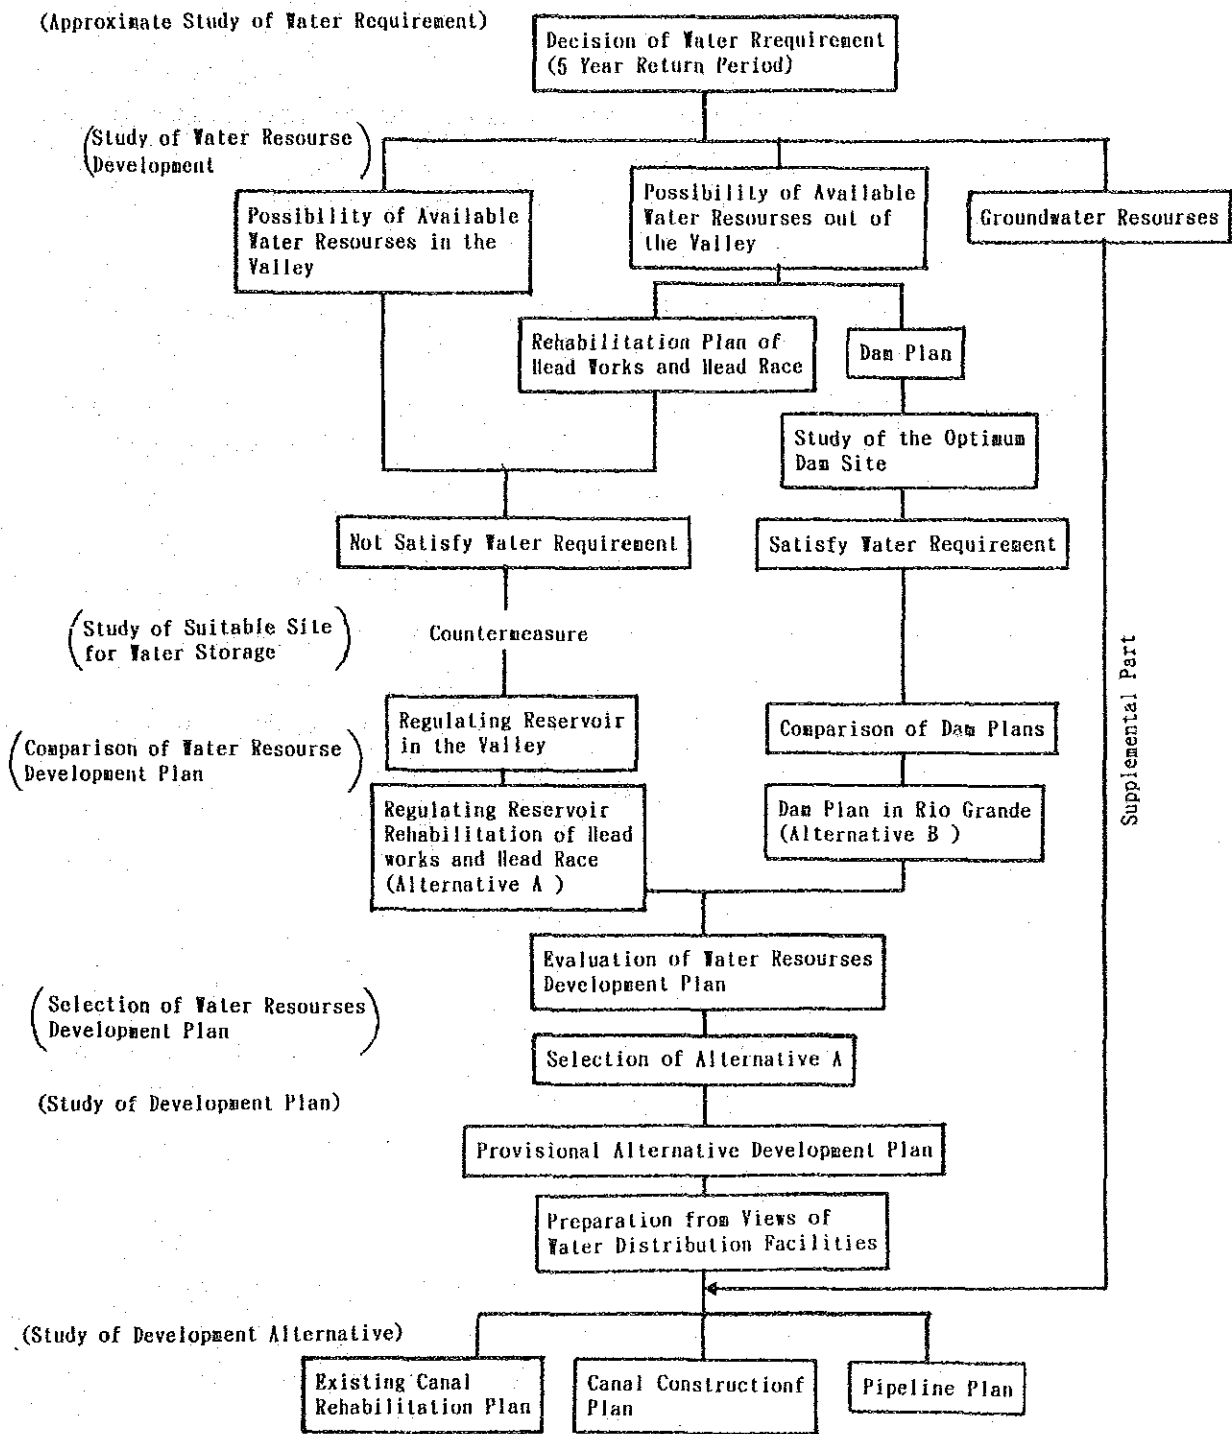 (Approximate Study of Water Requirement)
Decision of Water Rrequirement
(5 Year Return Period)
(Study of Water Resourse
Development)
Possibility of Available
Water Resourses in the
Valley
Possibility of Available
Water Resourses out of
the Valley
Groundwater Resourses
Rehabilitation Plan of
Head Works and Head Race
Dam Plan
Study of the Optimum
Dam Site
Not Satisfy Water Requirement
Satisfy Water Requirement
(Study of Suitable Site
for Water Storage)
Countermeasure
Supplemental Part
Regulating Reservoir
in the Valley
Comparison of Dam Plans
(Comparison of Water Resourse
Development Plan)
Regulating Reservoir
Rehabilitation of Head
works and Head Race
(Alternative A )
Dam Plan in Rio Grande
(Alternative B )
Evaluation of Water Resourses
Development Plan
(Selection of Water Resourses
Development Plan)
Selection of Alternative A
(Study of Development Plan)
Provisional Alternative Development Plan
Preparation from Views of
Water Distribution Facilities
(Study of Development Alternative)
Existing Canal
Rehabilitation Plan
Canal Constructionf
Plan
Pipeline Plan